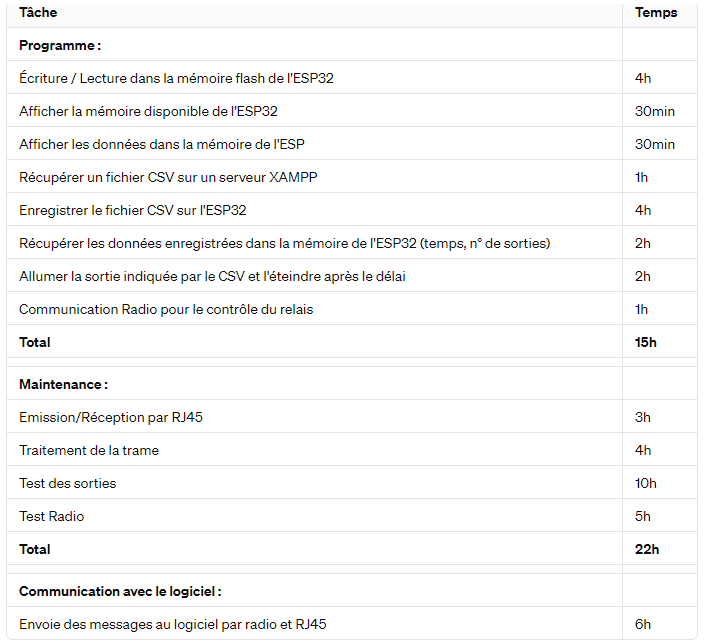 Tâche Temps
Programme :
Écriture / Lecture dans la mémoire flash de l'ESP32 4h
Afficher la mémoire disponible de l'ESP32 30min
Afficher les données dans la mémoire de l'ESP 30min
Récupérer un fichier CSV sur un serveur XAMPP 1h
Enregistrer le fichier CSV sur l'ESP32 4h
Récupérer les données enregistrées dans la mémoire de l'ESP32 (temps, n° de sorties) 2h
Allumer la sortie indiquée par le CSV et l'éteindre après le délai 2h
Communication Radio pour le contrôle du relais 1h
Total 15h
Maintenance :
Emission/Réception par RJ45 3h
Traitement de la trame 4h
Test des sorties 10h
Test Radio 5h
Total 22h
Communication avec le logiciel :
Envoie des messages au logiciel par radio et RJ45 6h